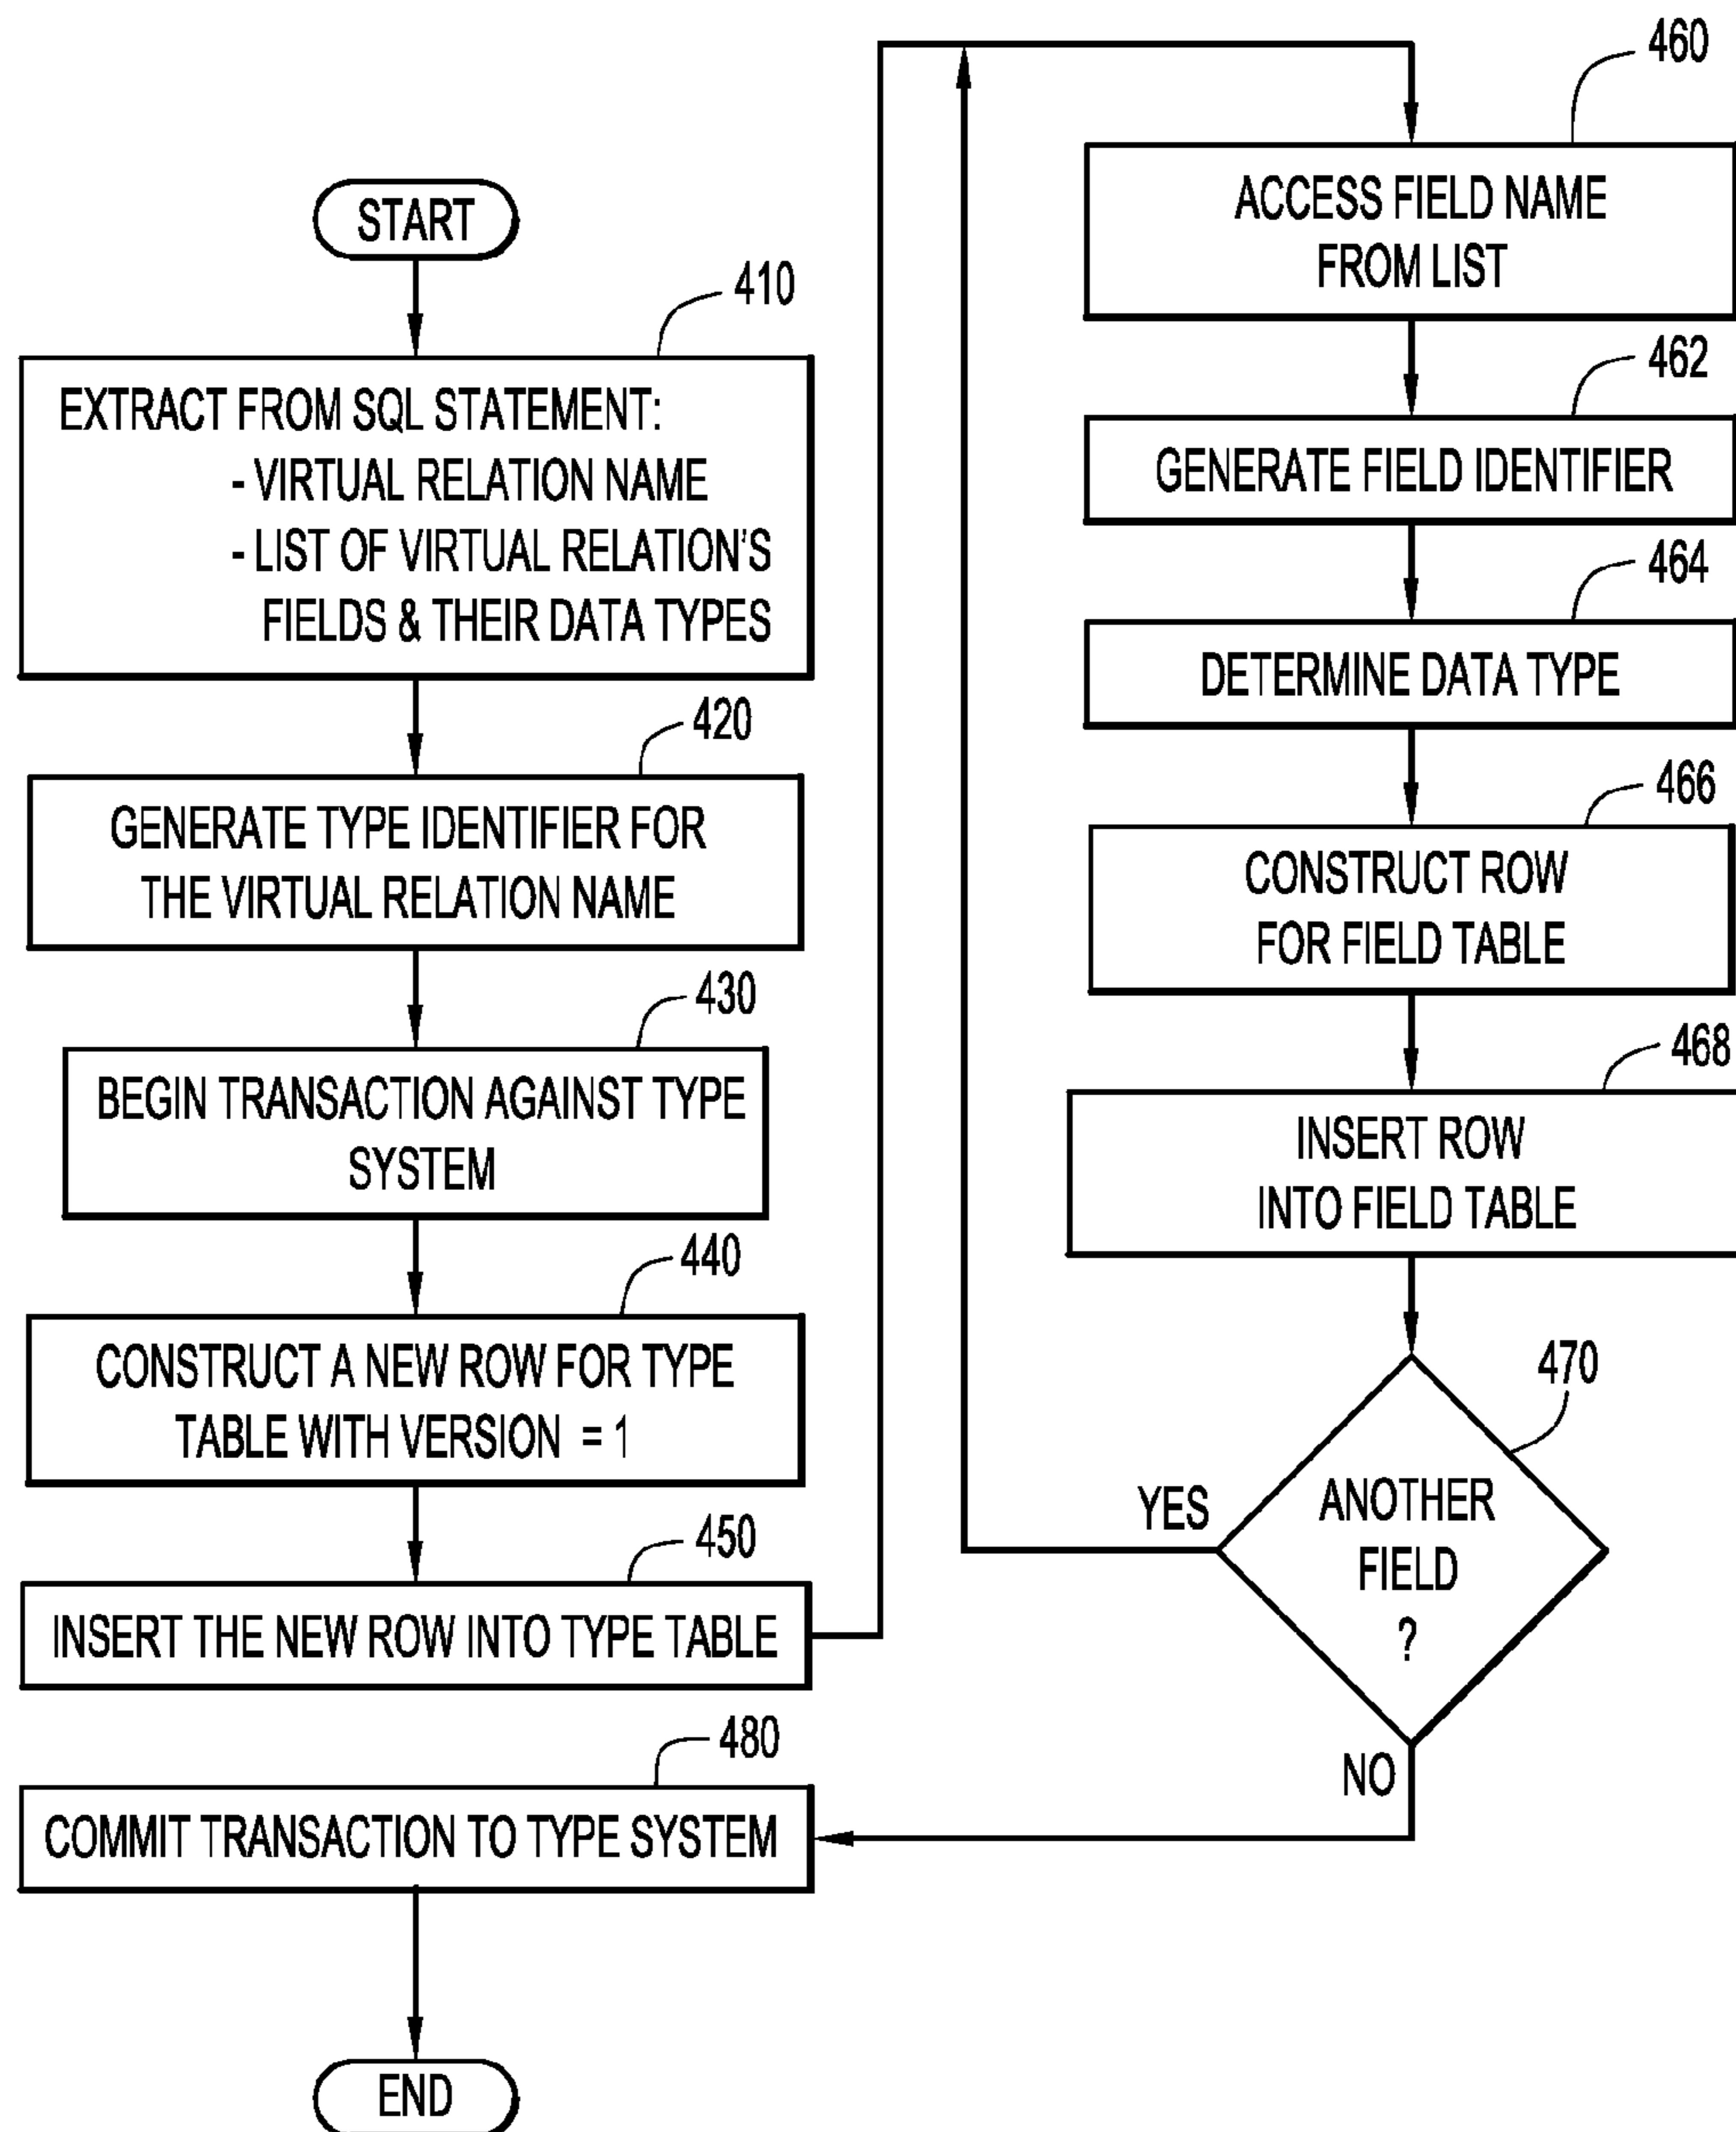 START
410
EXTRACT FROM SQL STATEMENT:
- VIRTUAL RELATION NAME
- LIST OF VIRTUAL RELATION'S
FIELDS & THEIR DATA TYPES
420
GENERATE TYPE IDENTIFIER FOR
THE VIRTUAL RELATION NAME
430
BEGIN TRANSACTION AGAINST TYPE
SYSTEM
440
CONSTRUCT A NEW ROW FOR TYPE
TABLE WITH VERSION = 1
450
INSERT THE NEW ROW INTO TYPE TABLE
460
ACCESS FIELD NAME
FROM LIST
462
GENERATE FIELD IDENTIFIER
464
DETERMINE DATA TYPE
466
CONSTRUCT ROW
FOR FIELD TABLE
468
INSERT ROW
INTO FIELD TABLE
470
ANOTHER
FIELD
?
YES
NO
480
COMMIT TRANSACTION TO TYPE SYSTEM
END